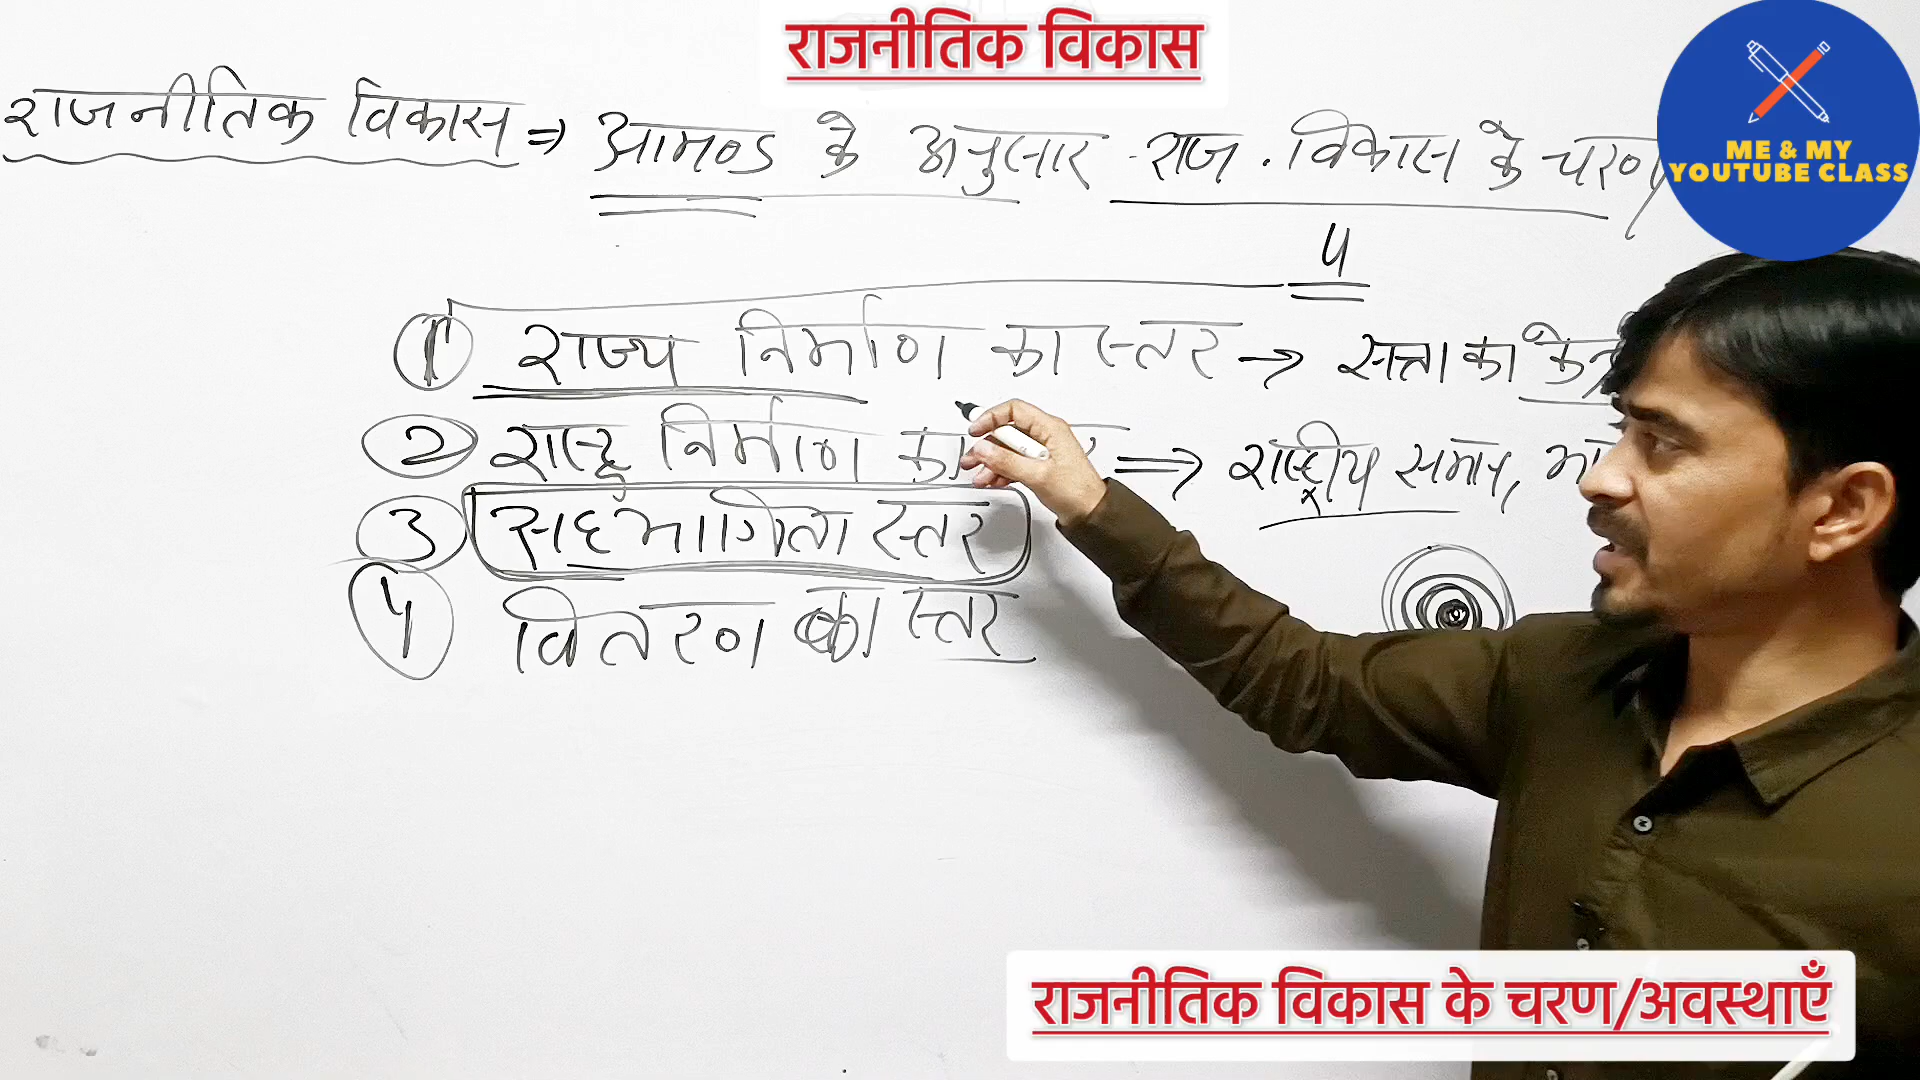 राजनीतिक विकास
राजनीतिक विकास ⇒ आमण्ड के अनुसार - राज. विकास के चरण
ME & MY
YOUTUBE CLASS
4
1 राज्य निर्माण का स्तर → सत्ता का केन्द्र
2 राष्ट्र निर्माण का ⇒ राष्ट्रीय समान,
3 सहभागिता स्तर
4 वितरण का स्तर
राजनीतिक विकास के चरण/अवस्थाएँ